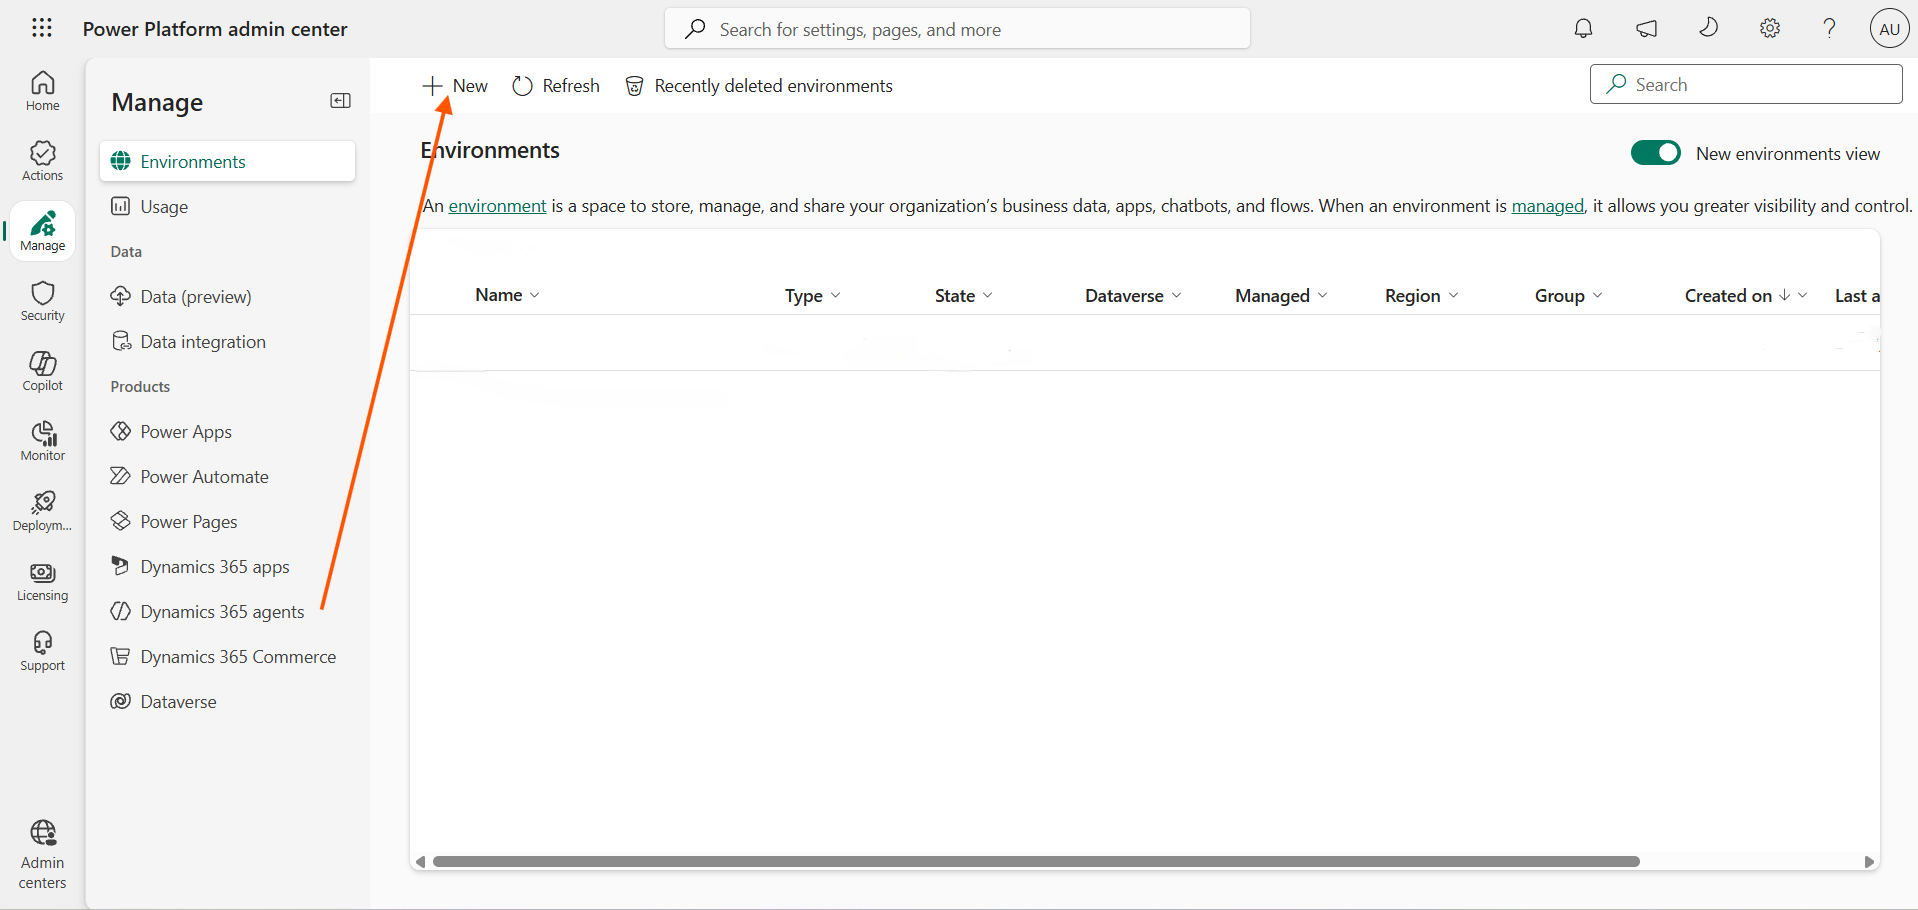 Power Platform admin center
Search for settings, pages, and more
AU
Home
Actions
Manage
Security
Copilot
Monitor
Deploym...
Licensing
Support
Admin
centers
Manage
Environments
Usage
Data
Data (preview)
Data integration
Products
Power Apps
Power Automate
Power Pages
Dynamics 365 apps
Dynamics 365 agents
Dynamics 365 Commerce
Dataverse
New Refresh Recently deleted environments
Search
Environments
New environments view
An environment is a space to store, manage, and share your organization’s business data, apps, chatbots, and flows. When an environment is managed, it allows you greater visibility and control.
Name Type State Dataverse Managed Region Group Created on Last a